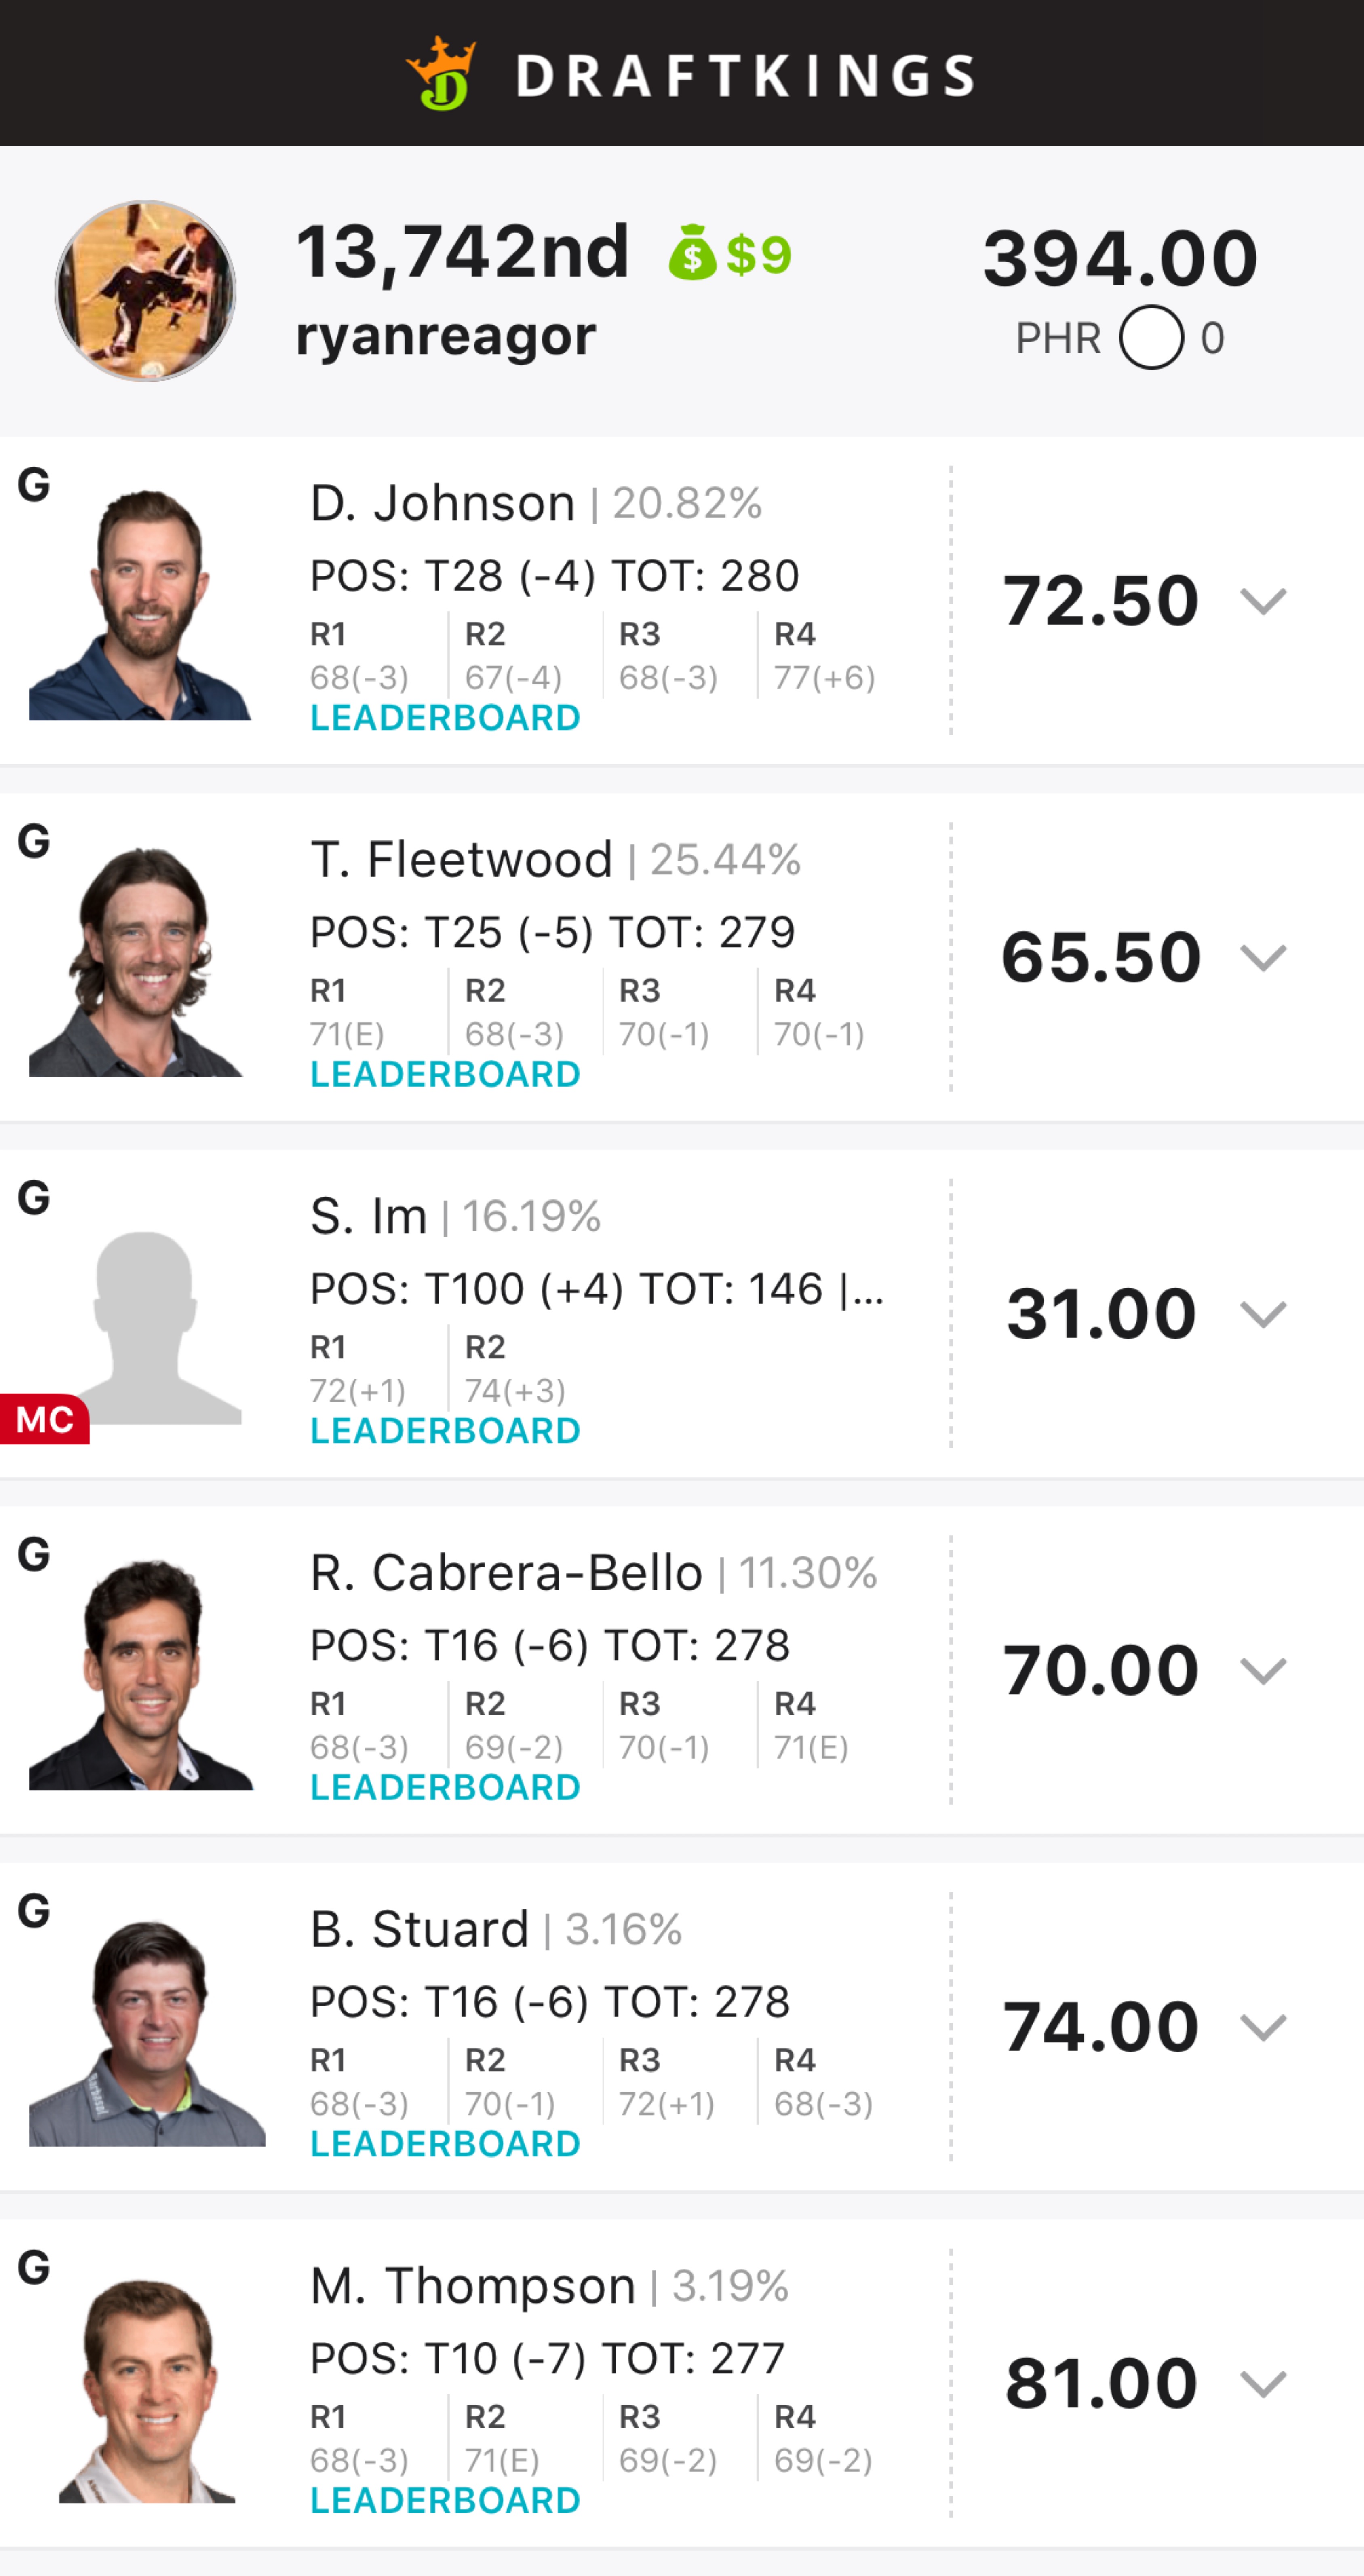 DRAFTKINGS
13,742nd $9
394.00
ryanreagor
PHR 0
G
D. Johnson | 20.82%
POS: T28 (-4) TOT: 280
R1 R2 R3 R4
68(-3) 67(-4) 68(-3) 77(+6)
LEADERBOARD
72.50
G
T. Fleetwood | 25.44%
POS: T25 (-5) TOT: 279
R1 R2 R3 R4
71(E) 68(-3) 70(-1) 70(-1)
LEADERBOARD
65.50
G
S. Im | 16.19%
POS: T100 (+4) TOT: 146 |...
R1 R2
72(+1) 74(+3)
MC
LEADERBOARD
31.00
G
R. Cabrera-Bello | 11.30%
POS: T16 (-6) TOT: 278
R1 R2 R3 R4
68(-3) 69(-2) 70(-1) 71(E)
LEADERBOARD
70.00
G
B. Stuard | 3.16%
POS: T16 (-6) TOT: 278
R1 R2 R3 R4
68(-3) 70(-1) 72(+1) 68(-3)
LEADERBOARD
74.00
G
M. Thompson | 3.19%
POS: T10 (-7) TOT: 277
R1 R2 R3 R4
68(-3) 71(E) 69(-2) 69(-2)
LEADERBOARD
81.00